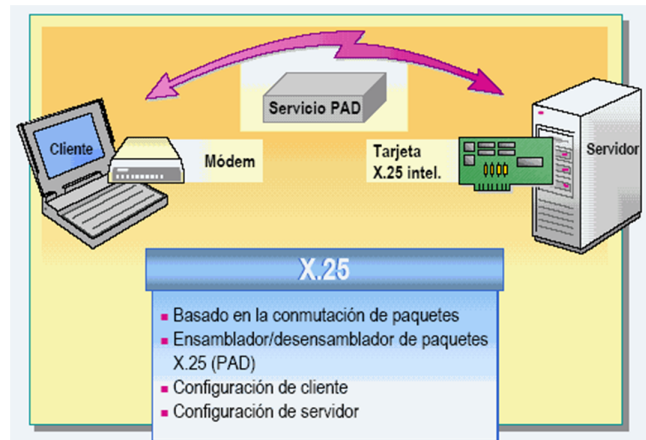 Servicio PAD
Cliente
Módem
Tarjeta
X.25 intel.
Servidor
X.25
Basado en la conmutación de paquetes
Ensamblador/desensamblador de paquetes
X.25 (PAD)
Configuración de cliente
Configuración de servidor